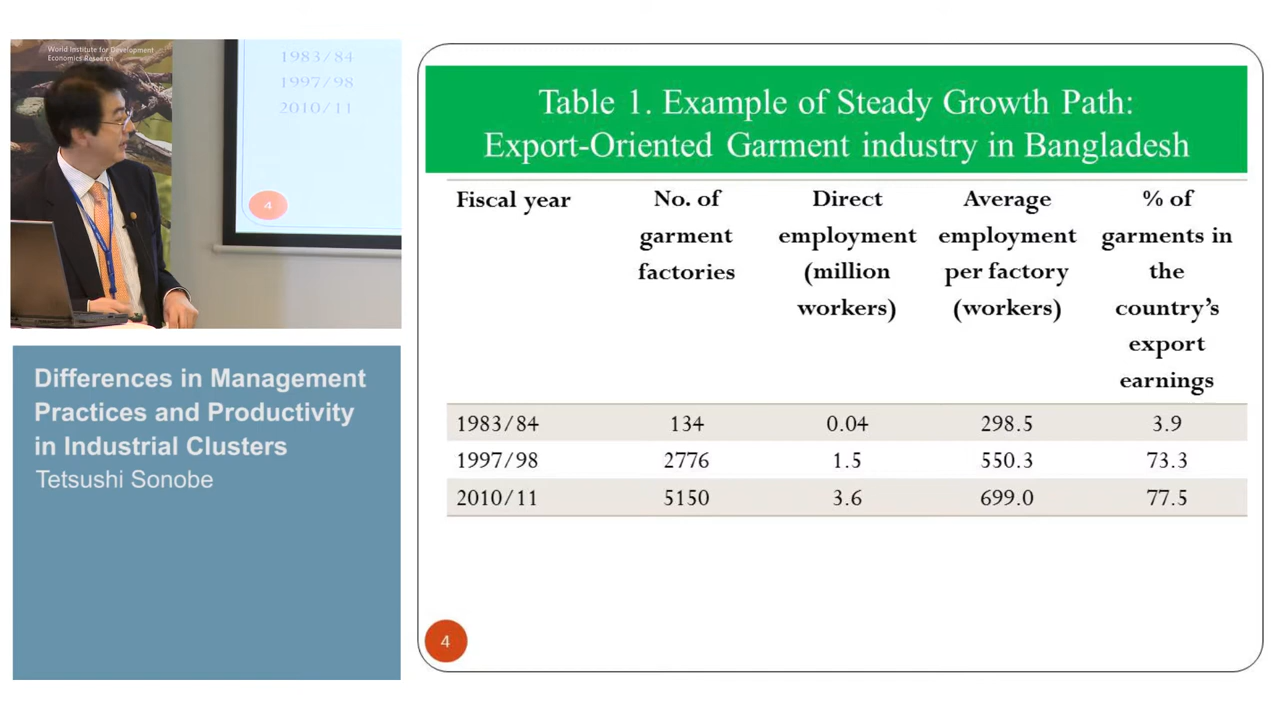 World Institute for Development
Economics Research
1983/84
1997/98
2010/11
4
Differences in Management
Practices and Productivity
in Industrial Clusters
Tetsushi Sonobe
Table 1. Example of Steady Growth Path:
Export-Oriented Garment industry in Bangladesh
Fiscal year No. of garment factories Direct employment (million workers) Average employment per factory (workers) % of garments in the country's export earnings
1983/84 134 0.04 298.5 3.9
1997/98 2776 1.5 550.3 73.3
2010/11 5150 3.6 699.0 77.5
4